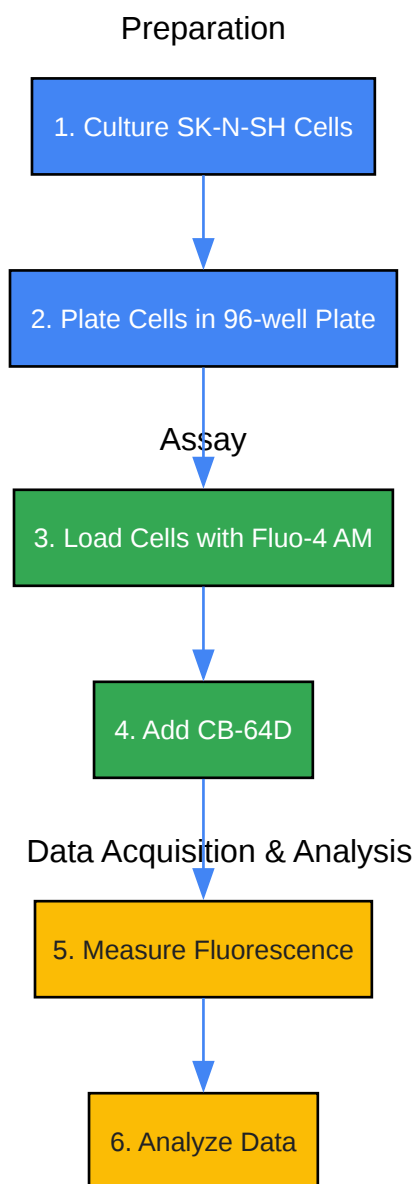 Preparation
1. Culture SK-N-SH Cells
2. Plate Cells in 96-well Plate
Assay
3. Load Cells with Fluo-4 AM
4. Add CB-64D
Data Acquisition & Analysis
5. Measure Fluorescence
6. Analyze Data